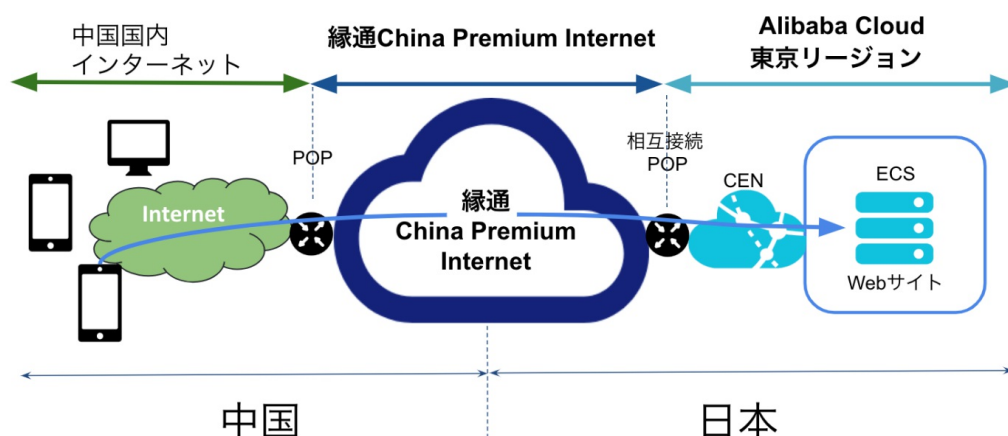 中国国内
インターネット
縁通China Premium Internet
Alibaba Cloud
東京リージョン
POP
相互接続
POP
CEN
ECS
Internet
縁通
China Premium
Internet
Webサイト
中国
日本